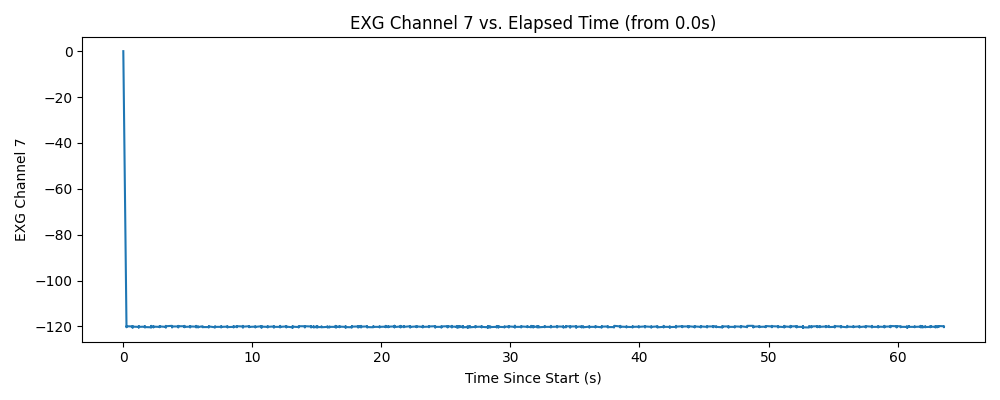 EXG Channel 7 vs. Elapsed Time (from 0.0s)
EXG Channel 7
0
−20
−40
−60
−80
−100
−120
0 10 20 30 40 50 60
Time Since Start (s)